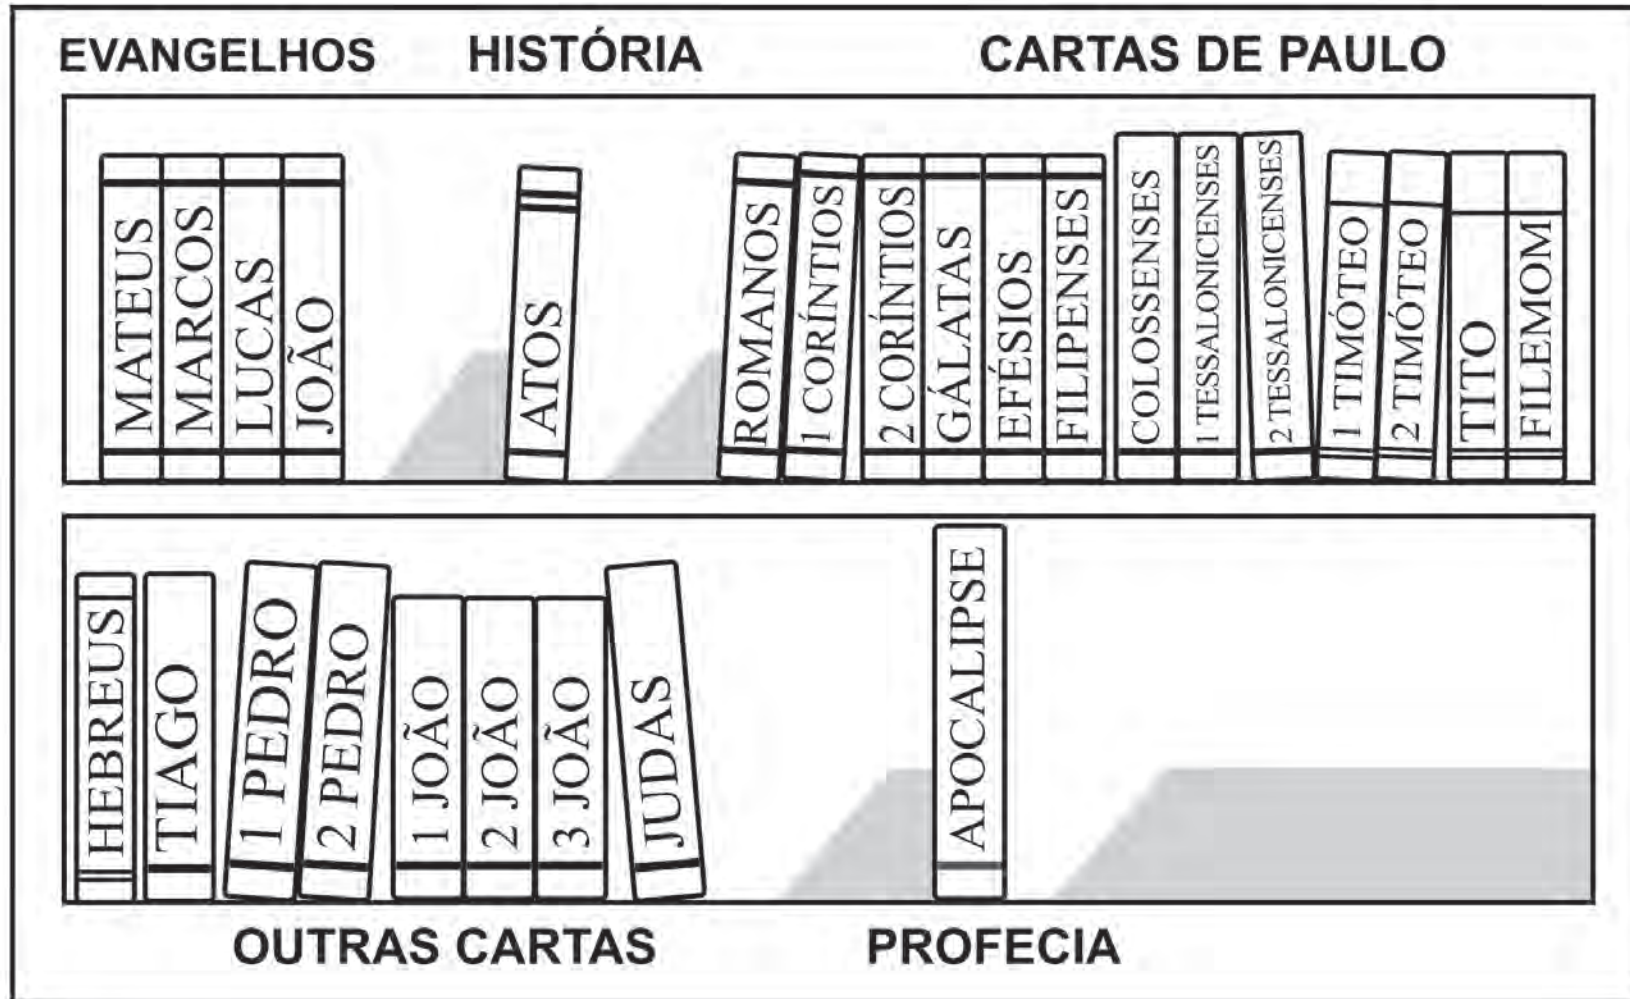 EVANGELHOS HISTÓRIA CARTAS DE PAULO
MATEUS
MARCOS
LUCAS
JOÃO
ATOS
ROMANOS
1 CORÍNTIOS
2 CORÍNTIOS
GÁLATAS
EFÉSIOS
FILIPENSES
COLOSSENSES
1 TESSALONICENSES
2 TESSALONICENSES
1 TIMÓTEO
2 TIMÓTEO
TITO
FILEMOM
HEBREUS
TIAGO
1 PEDRO
2 PEDRO
1 JOÃO
2 JOÃO
3 JOÃO
JUDAS
APOCALIPSE
OUTRAS CARTAS PROFECIA